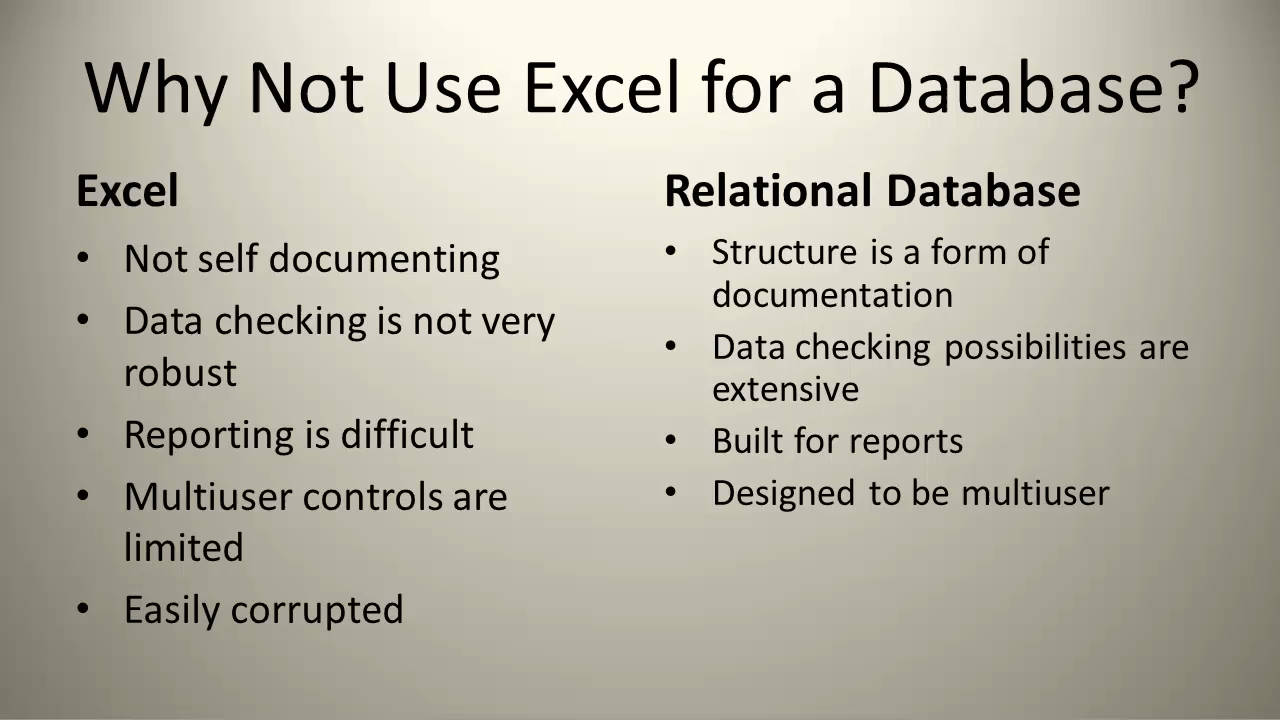 Why Not Use Excel for a Database?
Excel
• Not self documenting
• Data checking is not very
robust
• Reporting is difficult
• Multiuser controls are
limited
• Easily corrupted
Relational Database
• Structure is a form of
documentation
• Data checking possibilities are
extensive
• Built for reports
• Designed to be multiuser